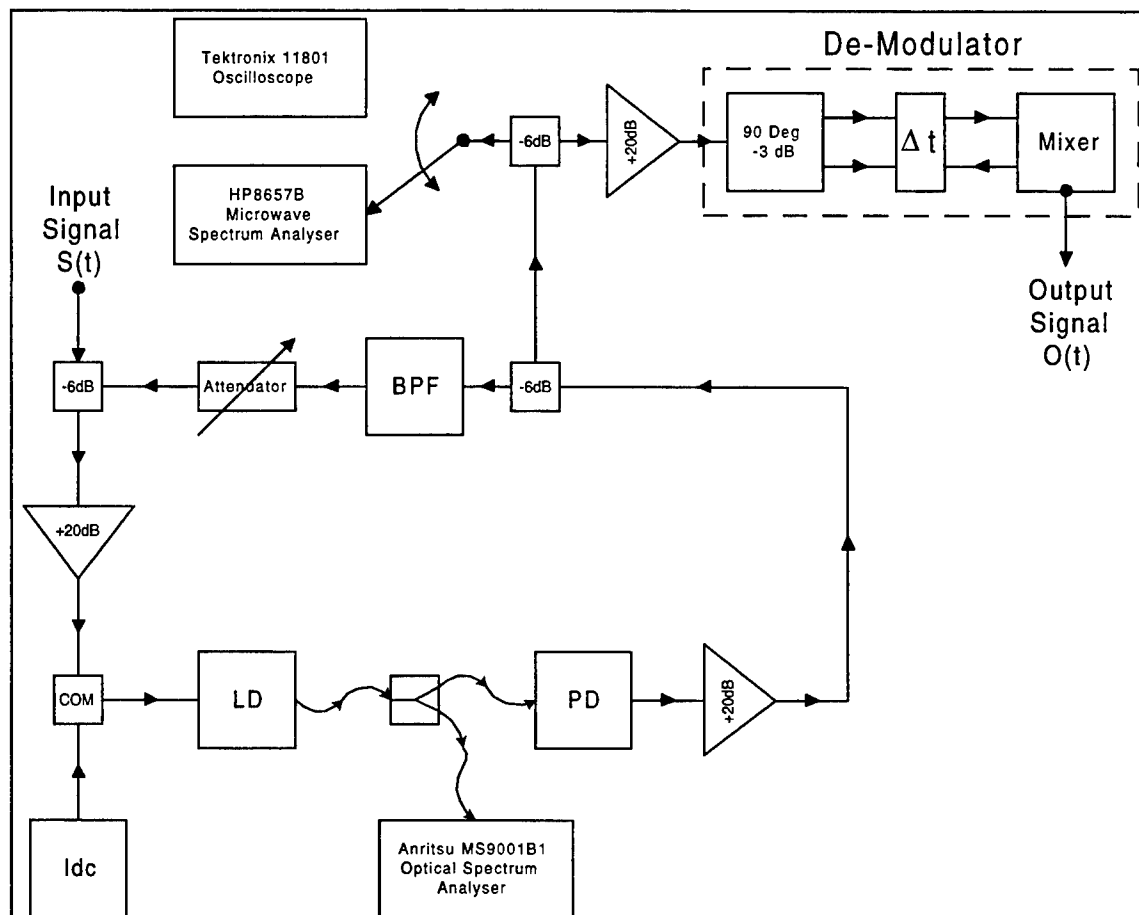 De-Modulator
Tektronix 11801
Oscilloscope
-6dB
+20dB
90 Deg
-3 dB
Δt
Mixer
HP8657B
Microwave
Spectrum Analyser
Input
Signal
S(t)
Output
Signal
O(t)
-6dB
Attenuator
BPF
-6dB
+20dB
COM
LD
PD
+20dB
Idc
Anritsu MS9001B1
Optical Spectrum
Analyser